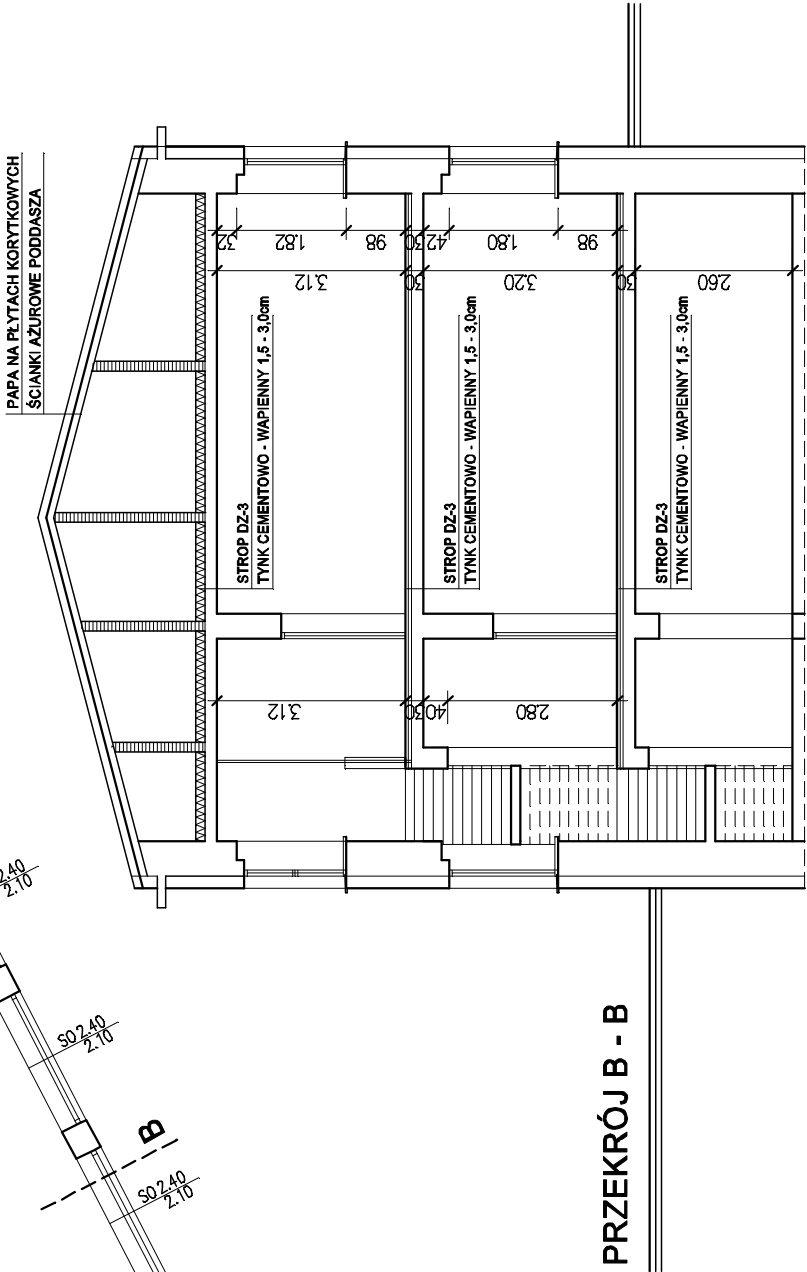 PAPA NA PŁYTACH KORYTKOWYCH
ŚCIANKI AŻUROWE PODDASZA
32
1.82
98
30
42
1.80
98
3.12
30
3.20
30
2.60
STROP DZ-3
TYNK CEMENTOWO - WAPIENNY 1,5 - 3,0cm
STROP DZ-3
TYNK CEMENTOWO - WAPIENNY 1,5 - 3,0cm
STROP DZ-3
TYNK CEMENTOWO - WAPIENNY 1,5 - 3,0cm
3.12
30
40
2.80
2.40
2.10
SO 2.40
2.10
B
SO 2.40
2.10
PRZEKRÓJ B - B